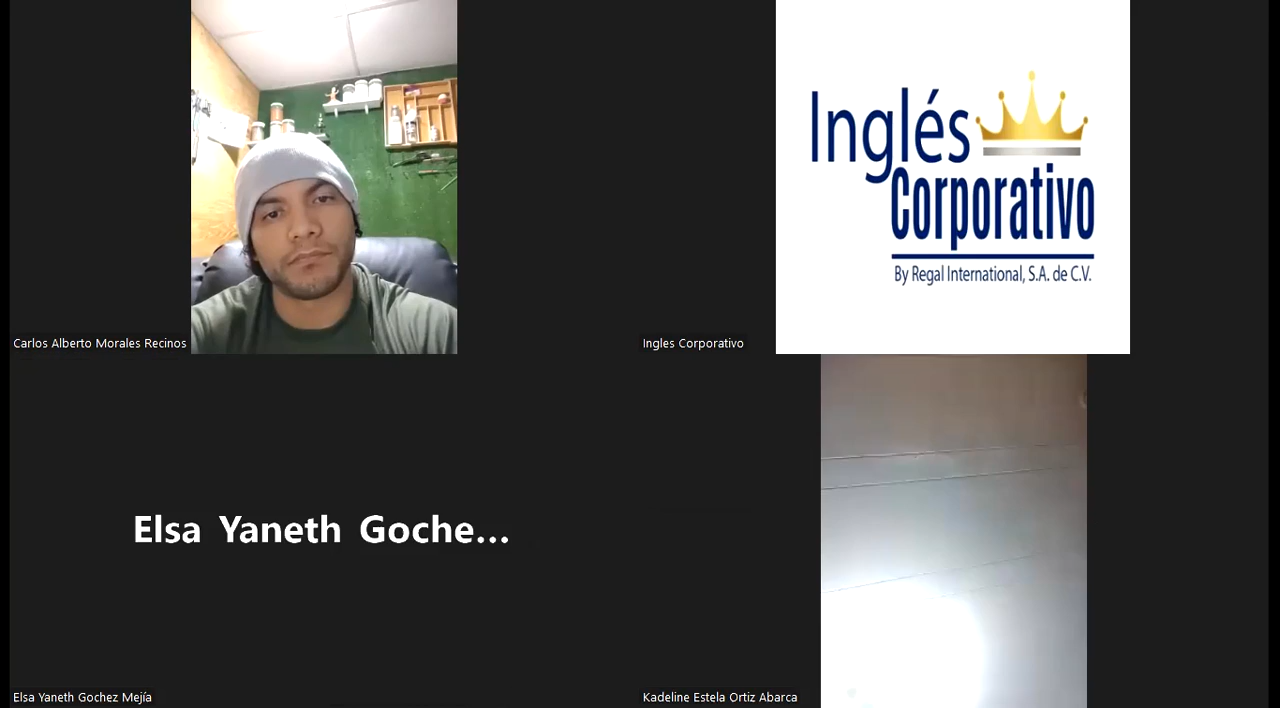 Inglés
Corporativo
By Regal International, S.A. de C.V.
Carlos Alberto Morales Recinos
Ingles Corporativo
Elsa Yaneth Goche...
Elsa Yaneth Gochez Mejía
Kadeline Estela Ortiz Abarca